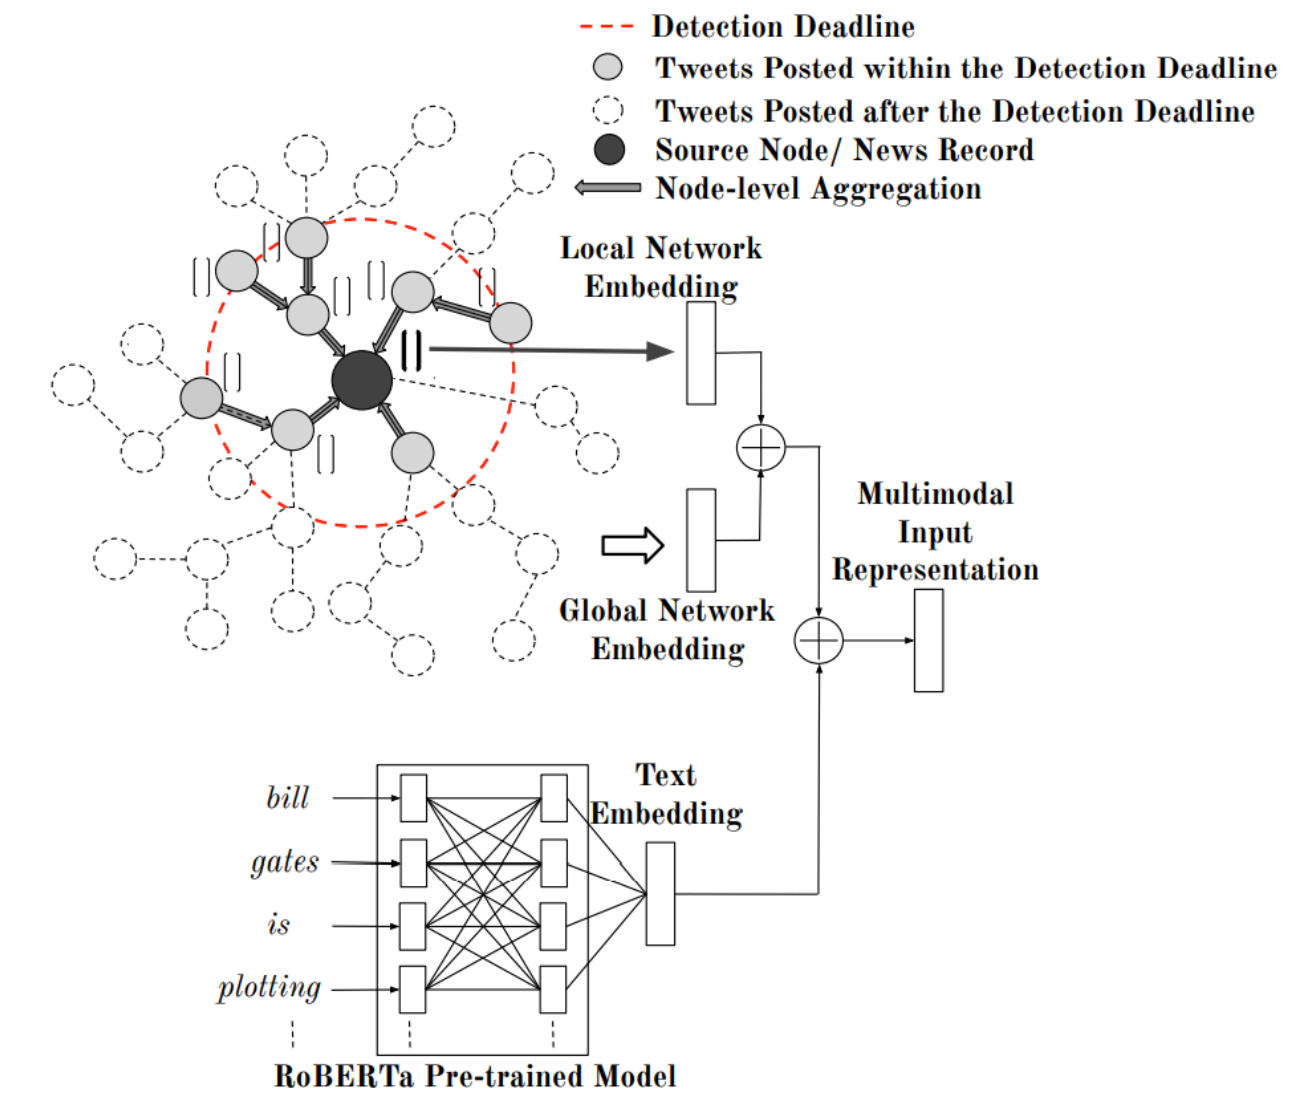 Detection Deadline
Tweets Posted within the Detection Deadline
Tweets Posted after the Detection Deadline
Source Node/ News Record
Node-level Aggregation
Local Network
Embedding
Multimodal
Input
Representation
Global Network
Embedding
Text
Embedding
bill
gates
is
plotting
RoBERTa Pre-trained Model